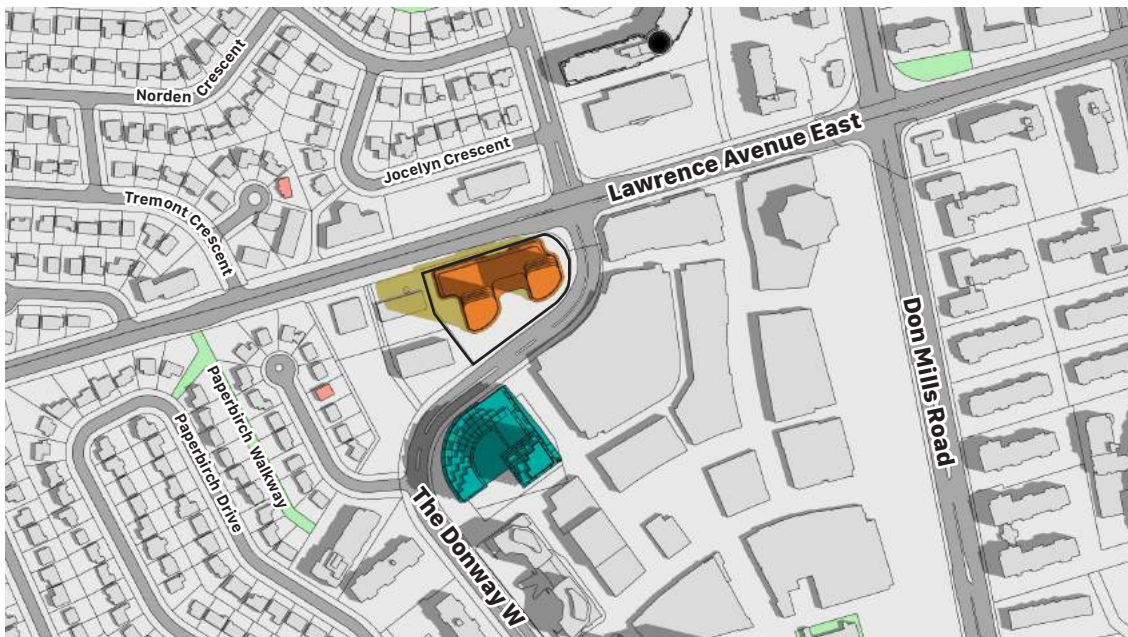 Norden Crescent
Jocelyn Crescent
Lawrence Avenue East
Tremont Crescent
Paperbirch Walkway
Paperbirch Drive
The Donway W
Don Mills Road